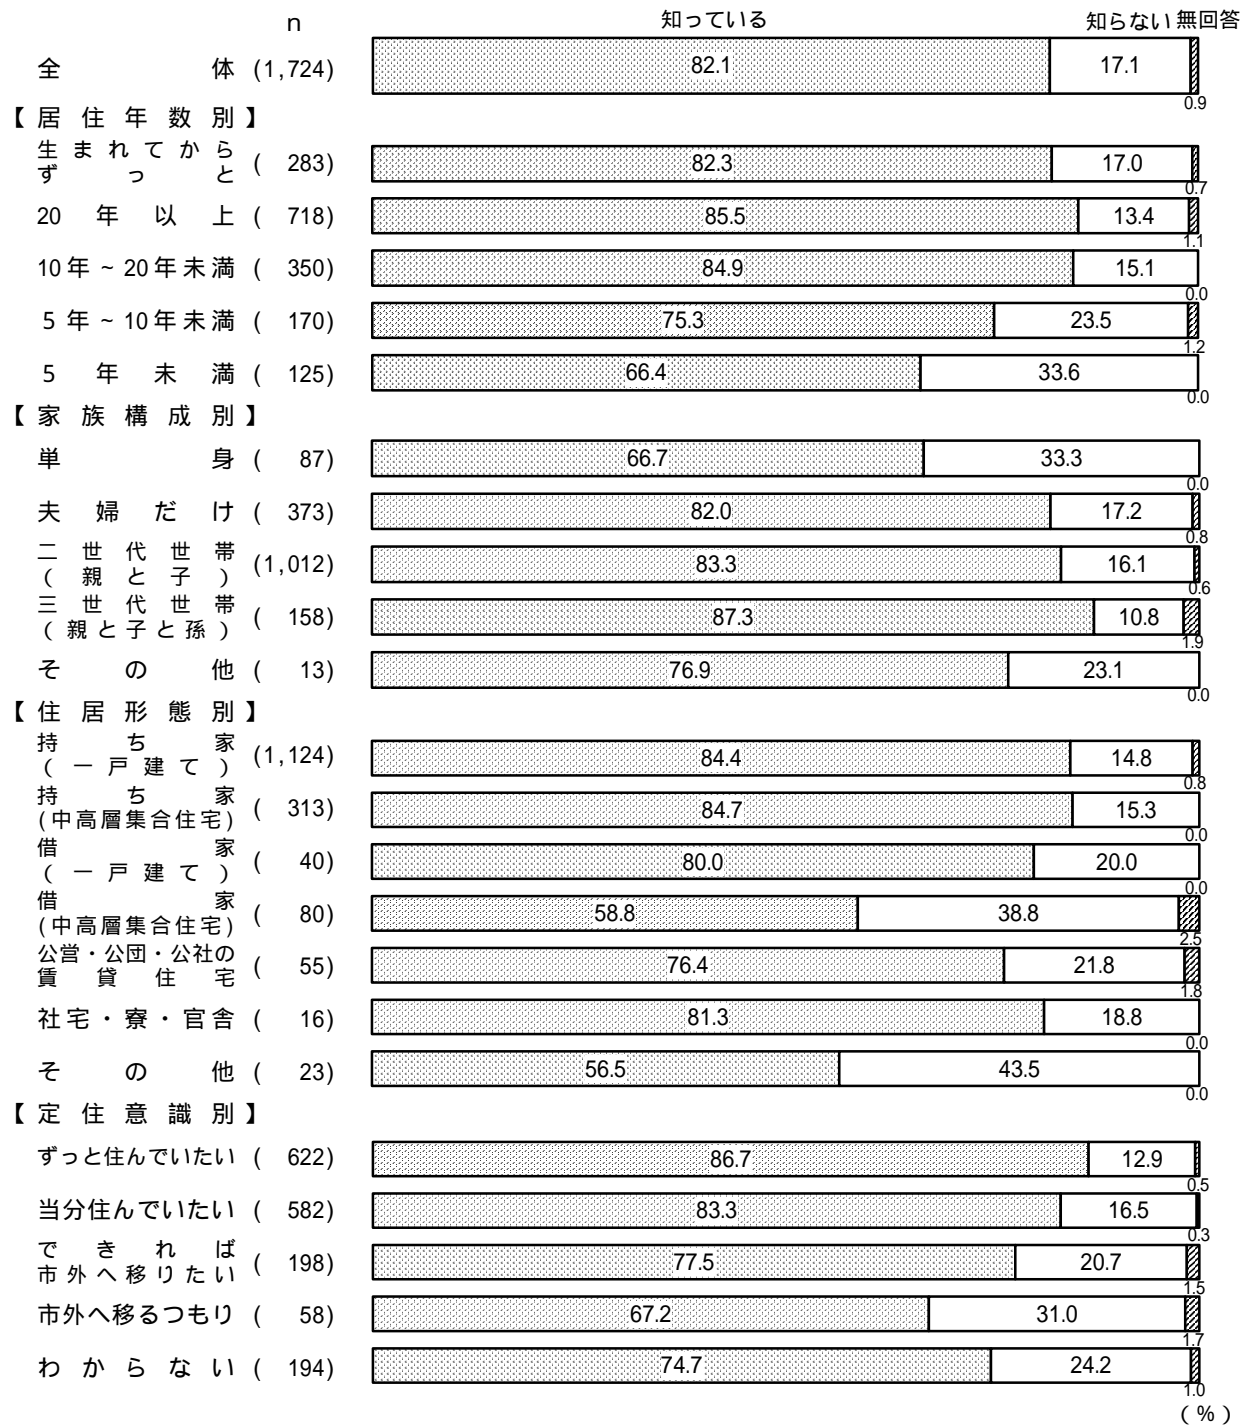 n 知っている 知らない 無回答
全体 (1,724) 82.1 17.1
0.9
【居住年数別】
生まれてから
ずっと ( 283) 82.3 17.0
0.7
20年以上 ( 718) 85.5 13.4
1.1
10年~20年未満 ( 350) 84.9 15.1
0.0
5年~10年未満 ( 170) 75.3 23.5
1.2
5年未満 ( 125) 66.4 33.6
0.0
【家族構成別】
単身 ( 87) 66.7 33.3
0.0
夫婦だけ ( 373) 82.0 17.2
0.8
二世代世帯
(親と子) (1,012) 83.3 16.1
0.6
三世代世帯
(親と子と孫) ( 158) 87.3 10.8
1.9
その他 ( 13) 76.9 23.1
0.0
【住居形態別】
持ち家
(一戸建て) (1,124) 84.4 14.8
0.8
持ち家
(中高層集合住宅) ( 313) 84.7 15.3
0.0
借家
(一戸建て) ( 40) 80.0 20.0
0.0
借家
(中高層集合住宅) ( 80) 58.8 38.8
2.5
公営・公団・公社の
賃貸住宅 ( 55) 76.4 21.8
1.8
社宅・寮・官舎 ( 16) 81.3 18.8
0.0
その他 ( 23) 56.5 43.5
0.0
【定住意識別】
ずっと住んでいたい ( 622) 86.7 12.9
0.5
当分住んでいたい ( 582) 83.3 16.5
0.3
できれば
市外へ移りたい ( 198) 77.5 20.7
1.5
市外へ移るつもり ( 58) 67.2 31.0
1.7
わからない ( 194) 74.7 24.2
1.0
(%)